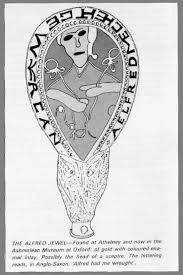 AELFRED
THE ALFRED JEWEL—Found at Athelney and now in the
Ashmolean Museum at Oxford: of gold with coloured ena-
mel inlay. Possibly the head of a sceptre. The lettering
reads, in Anglo-Saxon, 'Alfred had me wrought'.